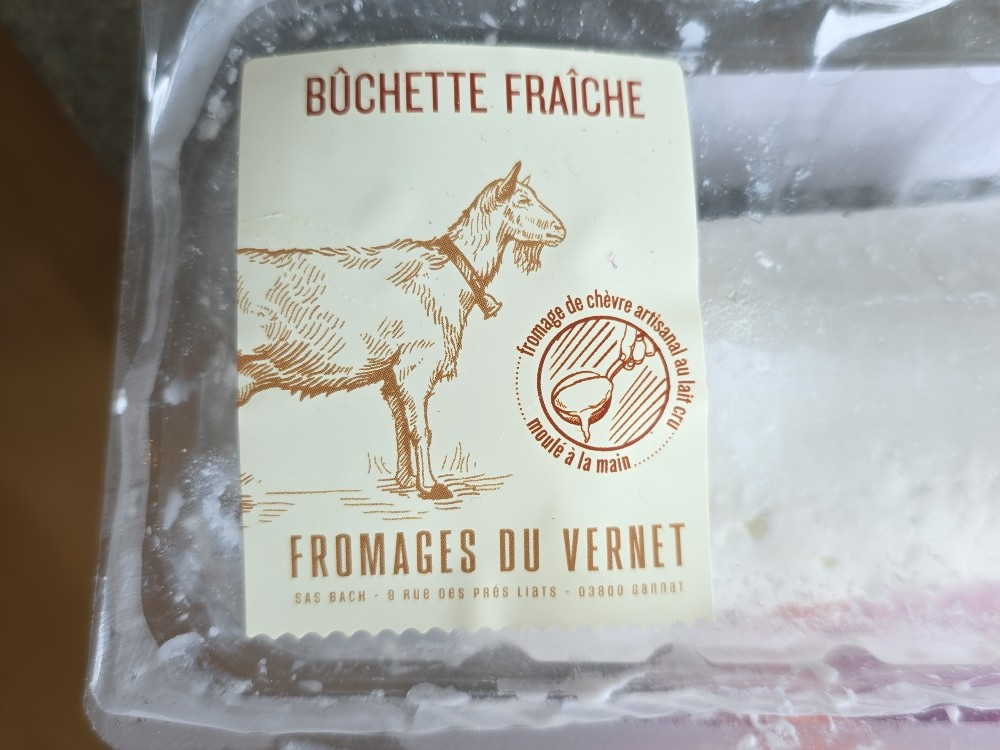 BÛCHETTE FRAÎCHE
fromage de chèvre artisanal au lait cru
moulé à la main
FROMAGES DU VERNET
SAS BACH - 9 Rue Des Prés Liats - 03800 Gannat